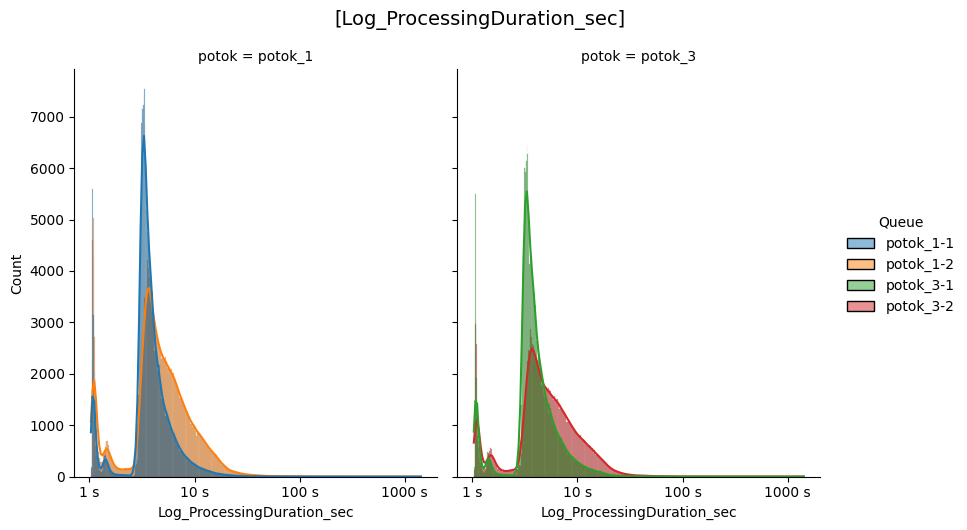 [Log_ProcessingDuration_sec]
potok = potok_1
potok = potok_3
7000
6000
5000
4000
3000
2000
1000
0
Count
1 s
10 s
100 s
1000 s
1 s
10 s
100 s
1000 s
Log_ProcessingDuration_sec
Log_ProcessingDuration_sec
Queue
potok_1-1
potok_1-2
potok_3-1
potok_3-2